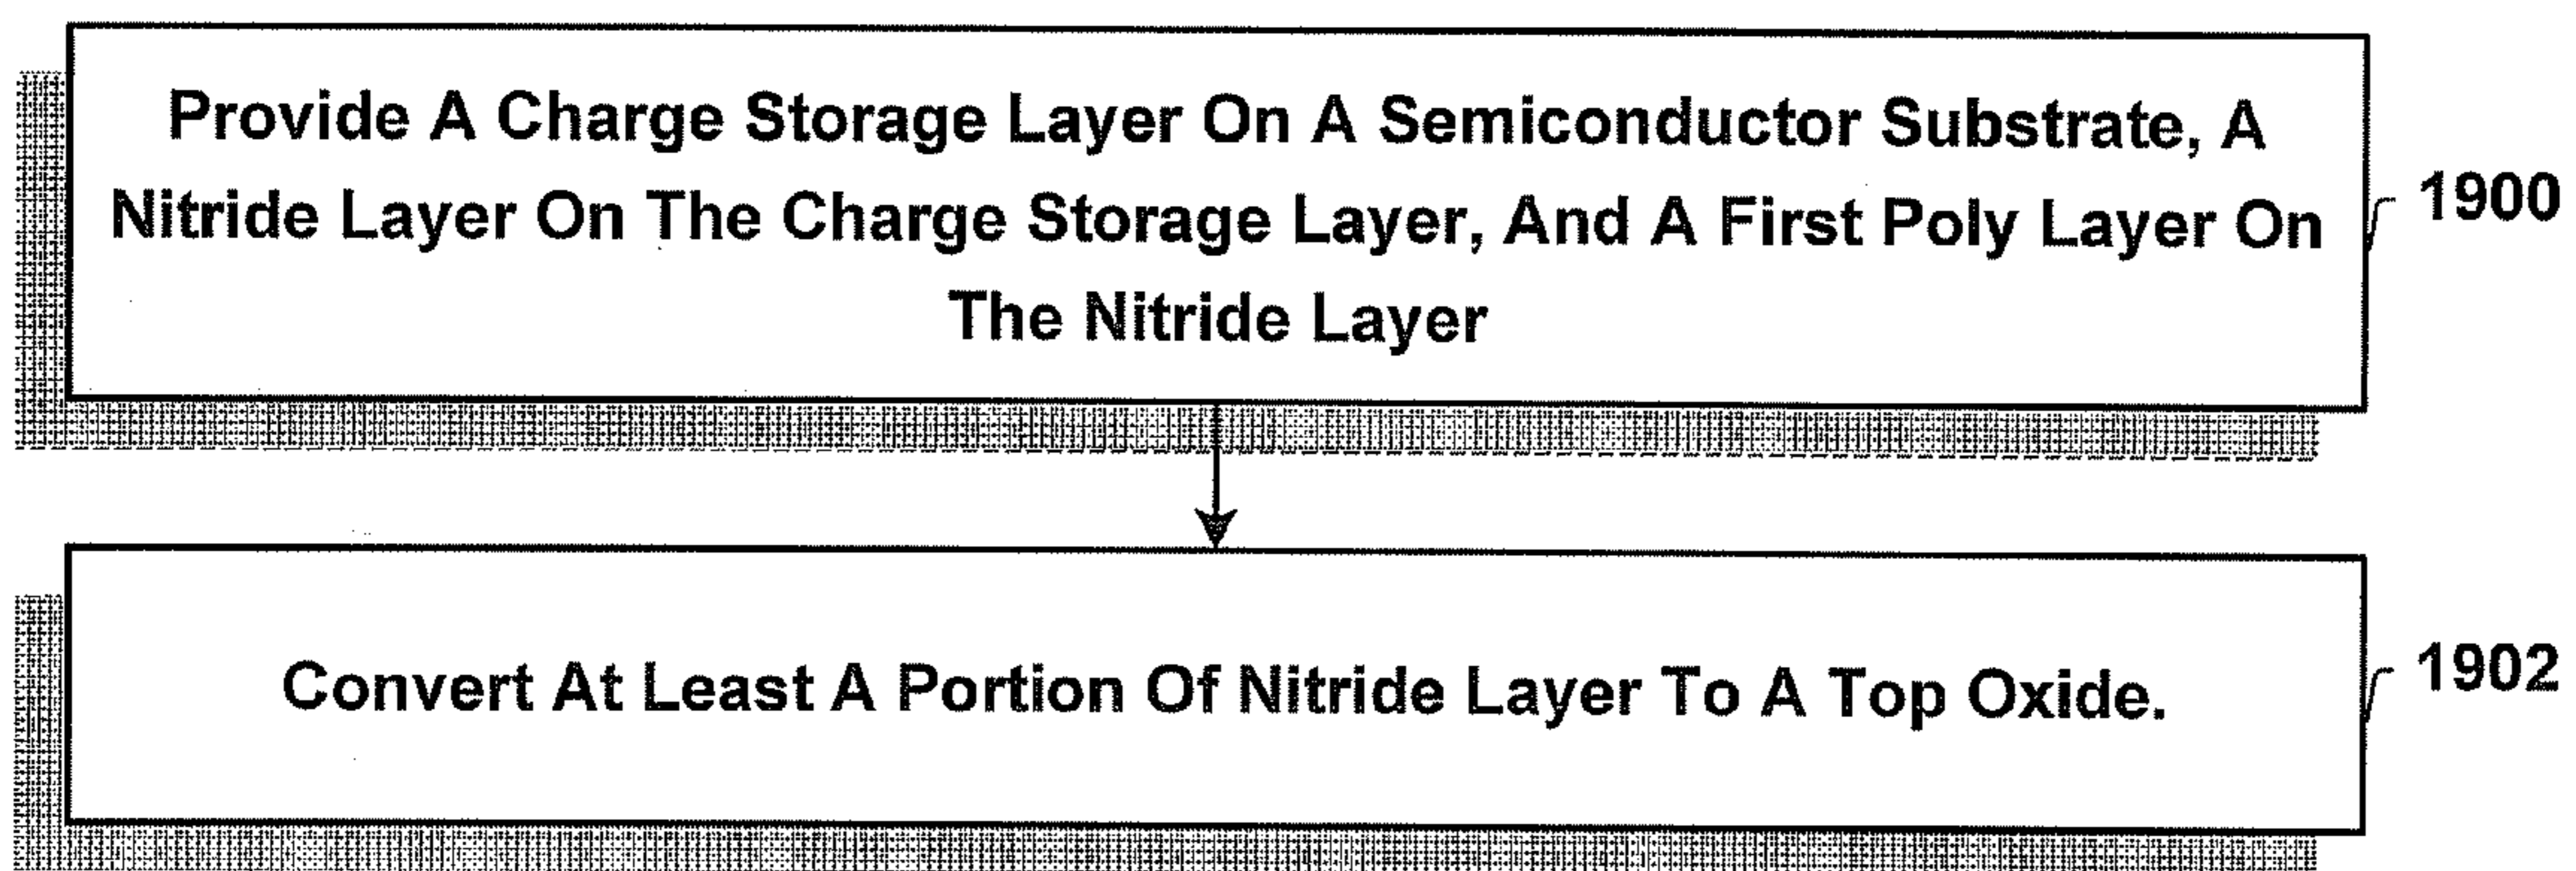 Provide A Charge Storage Layer On A Semiconductor Substrate, A
Nitride Layer On The Charge Storage Layer, And A First Poly Layer On
The Nitride Layer
1900
Convert At Least A Portion Of Nitride Layer To A Top Oxide.
1902